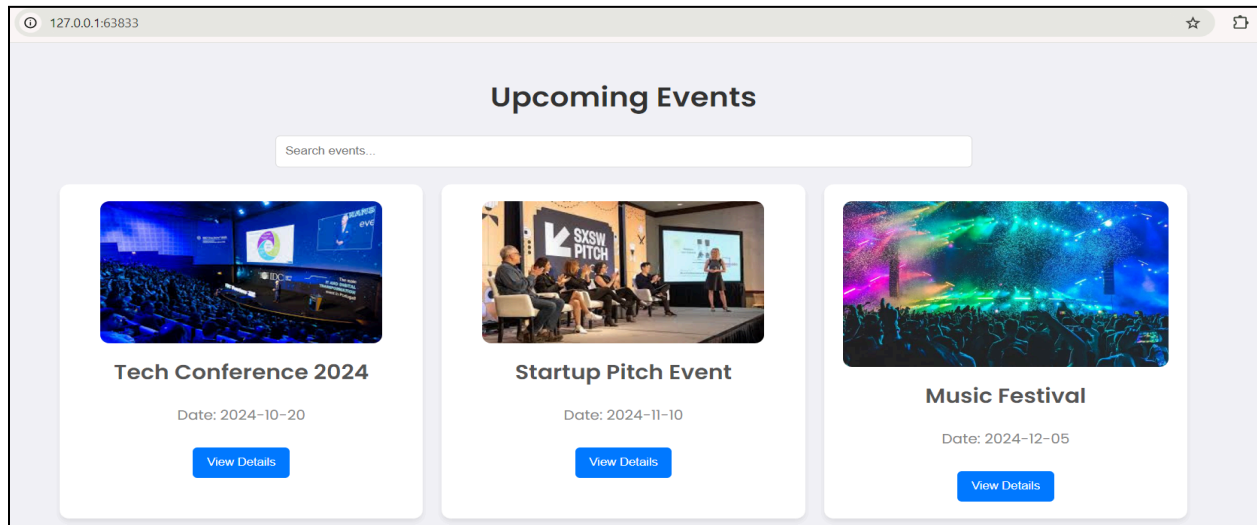 127.0.0.1:63833
Upcoming Events
Search events...
SXSW
PITCH
IDC
Tech Conference 2024
Startup Pitch Event
Music Festival
Date: 2024-10-20
Date: 2024-11-10
Date: 2024-12-05
View Details
View Details
View Details